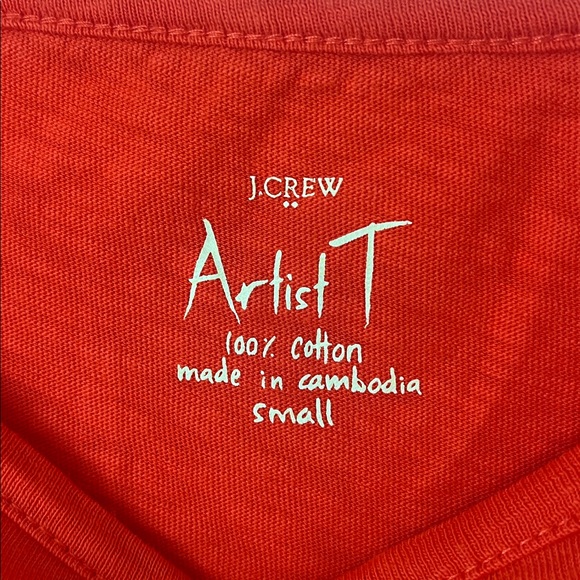 J.CREW
Artist T
100% cotton
made in cambodia
small